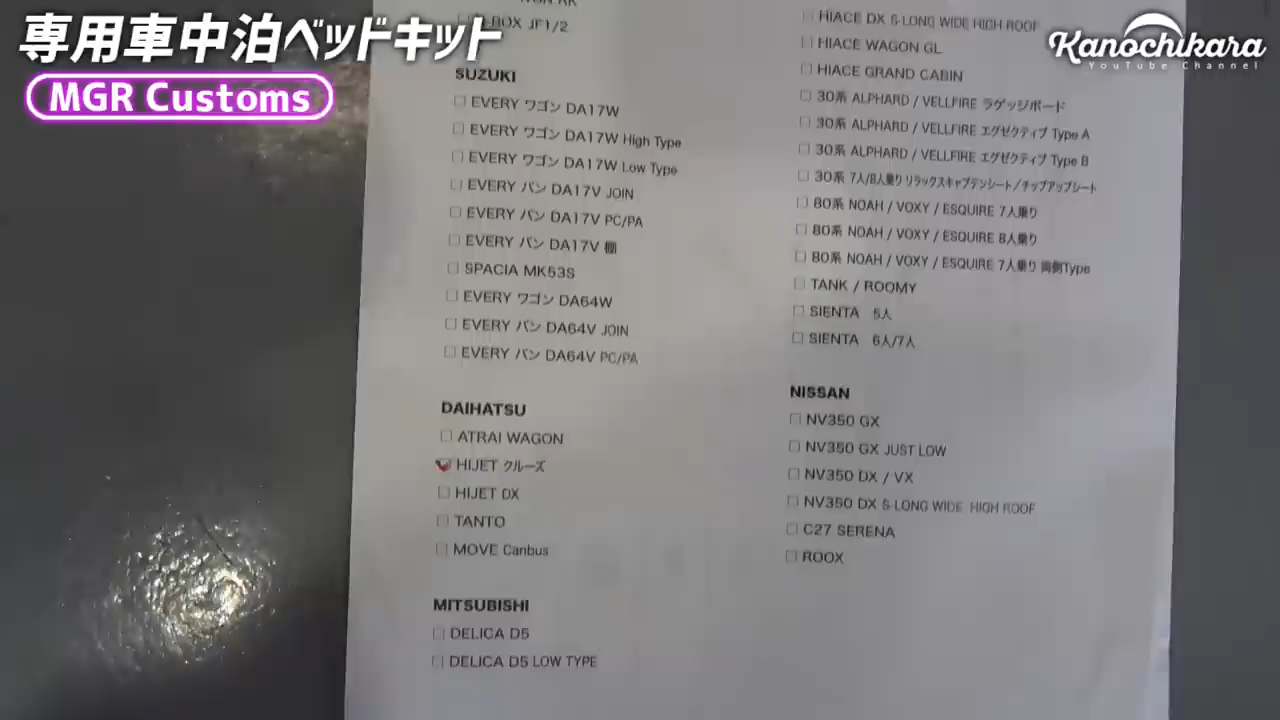 専用車中泊ベッドキット
MGR Customs
Kanochikara
YouTube Channel
BOX JF1/2
SUZUKI
EVERY ワゴン DA17W
EVERY ワゴン DA17W High Type
EVERY ワゴン DA17W Low Type
EVERY バン DA17V JOIN
EVERY バン DA17V PC/PA
EVERY バン DA17V 棚
SPACIA MK53S
EVERY ワゴン DA64W
EVERY バン DA64V JOIN
EVERY バン DA64V PC/PA
DAIHATSU
ATRAI WAGON
HIJET クルーズ
HIJET DX
TANTO
MOVE Canbus
MITSUBISHI
DELICA D5
DELICA D5 LOW TYPE
HIACE DX S-LONG WIDE HIGH ROOF
HIACE WAGON GL
HIACE GRAND CABIN
30系 ALPHARD / VELLFIRE ラゲッジボード
30系 ALPHARD / VELLFIRE エグゼクティブ Type A
30系 ALPHARD / VELLFIRE エグゼクティブ Type B
30系 7人/8人乗り リラックスキャプテンシート/チップアップシート
80系 NOAH / VOXY / ESQUIRE 7人乗り
80系 NOAH / VOXY / ESQUIRE 8人乗り
80系 NOAH / VOXY / ESQUIRE 7人乗り 両側Type
TANK / ROOMY
SIENTA 5人
SIENTA 6人/7人
NISSAN
NV350 GX
NV350 GX JUST LOW
NV350 DX / VX
NV350 DX S-LONG WIDE HIGH ROOF
C27 SERENA
ROOX